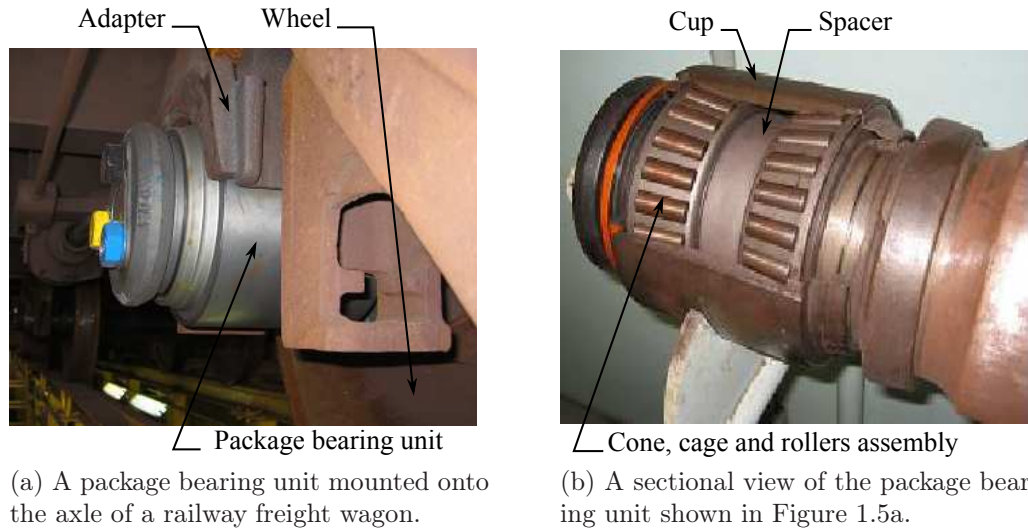 Adapter
Wheel
Package bearing unit
(a) A package bearing unit mounted onto
the axle of a railway freight wagon.
Cup
Spacer
Cone, cage and rollers assembly
(b) A sectional view of the package bear-
ing unit shown in Figure 1.5a.